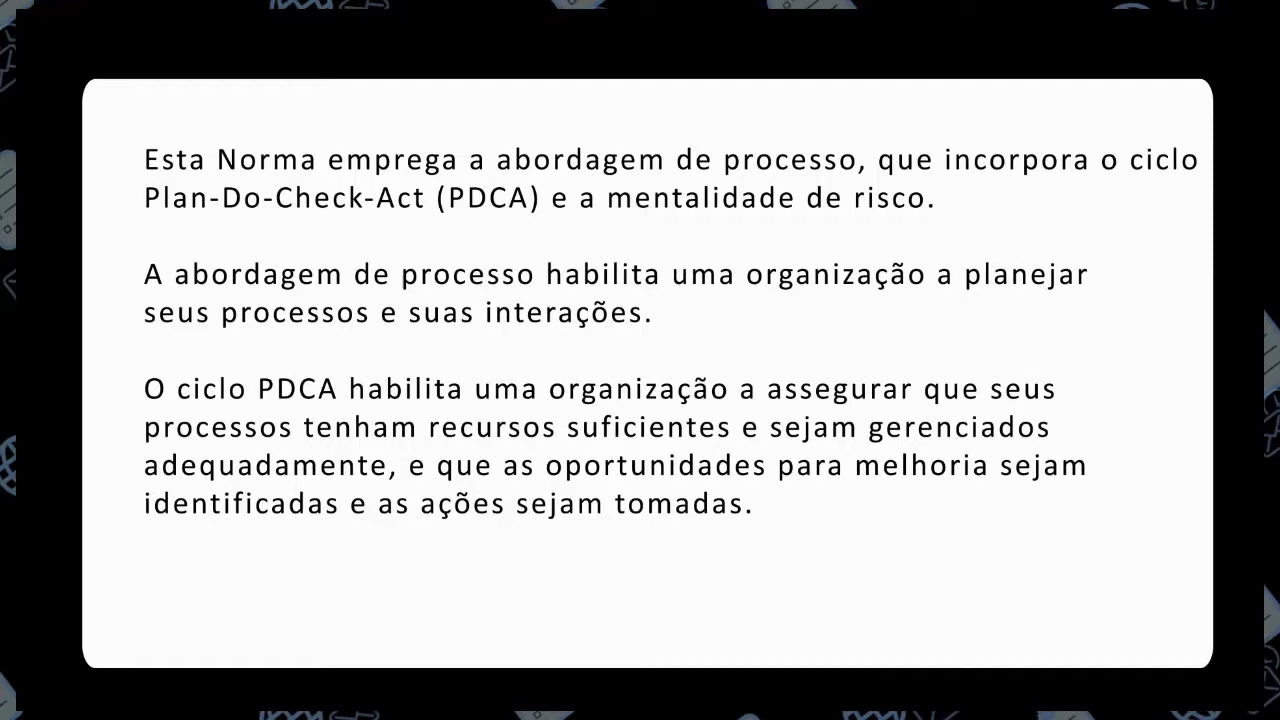 Esta Norma emprega a abordagem de processo, que incorpora o ciclo
Plan-Do-Check-Act (PDCA) e a mentalidade de risco.
A abordagem de processo habilita uma organização a planejar
seus processos e suas interações.
O ciclo PDCA habilita uma organização a assegurar que seus
processos tenham recursos suficientes e sejam gerenciados
adequadamente, e que as oportunidades para melhoria sejam
identificadas e as ações sejam tomadas.